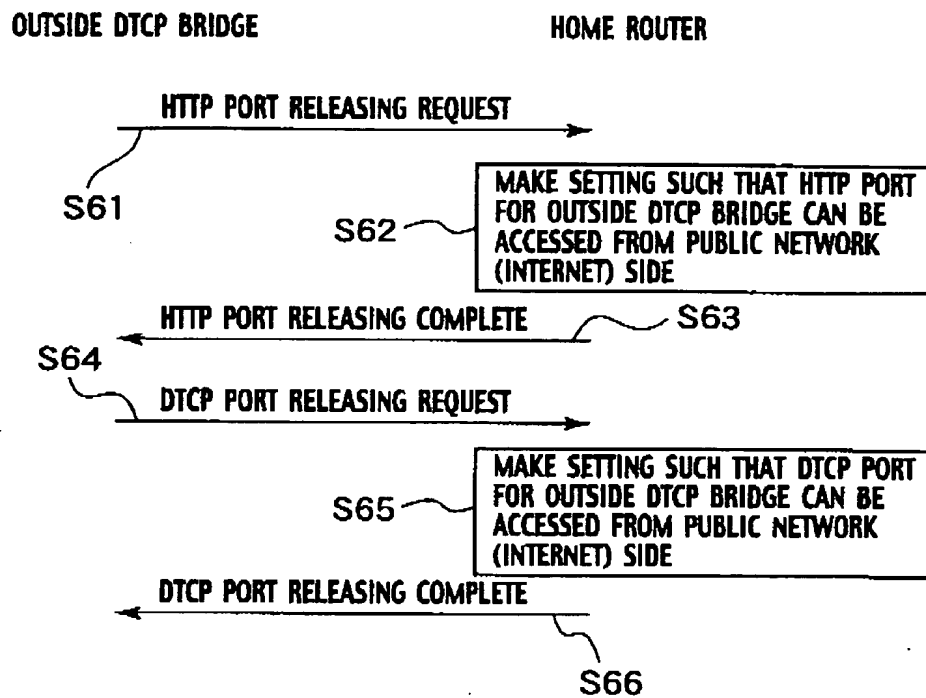 OUTSIDE DTCP BRIDGE
HOME ROUTER
HTTP PORT RELEASING REQUEST
S61
S62
MAKE SETTING SUCH THAT HTTP PORT
FOR OUTSIDE DTCP BRIDGE CAN BE
ACCESSED FROM PUBLIC NETWORK
(INTERNET) SIDE
HTTP PORT RELEASING COMPLETE
S63
S64
DTCP PORT RELEASING REQUEST
S65
MAKE SETTING SUCH THAT DTCP PORT
FOR OUTSIDE DTCP BRIDGE CAN BE
ACCESSED FROM PUBLIC NETWORK
(INTERNET) SIDE
DTCP PORT RELEASING COMPLETE
S66